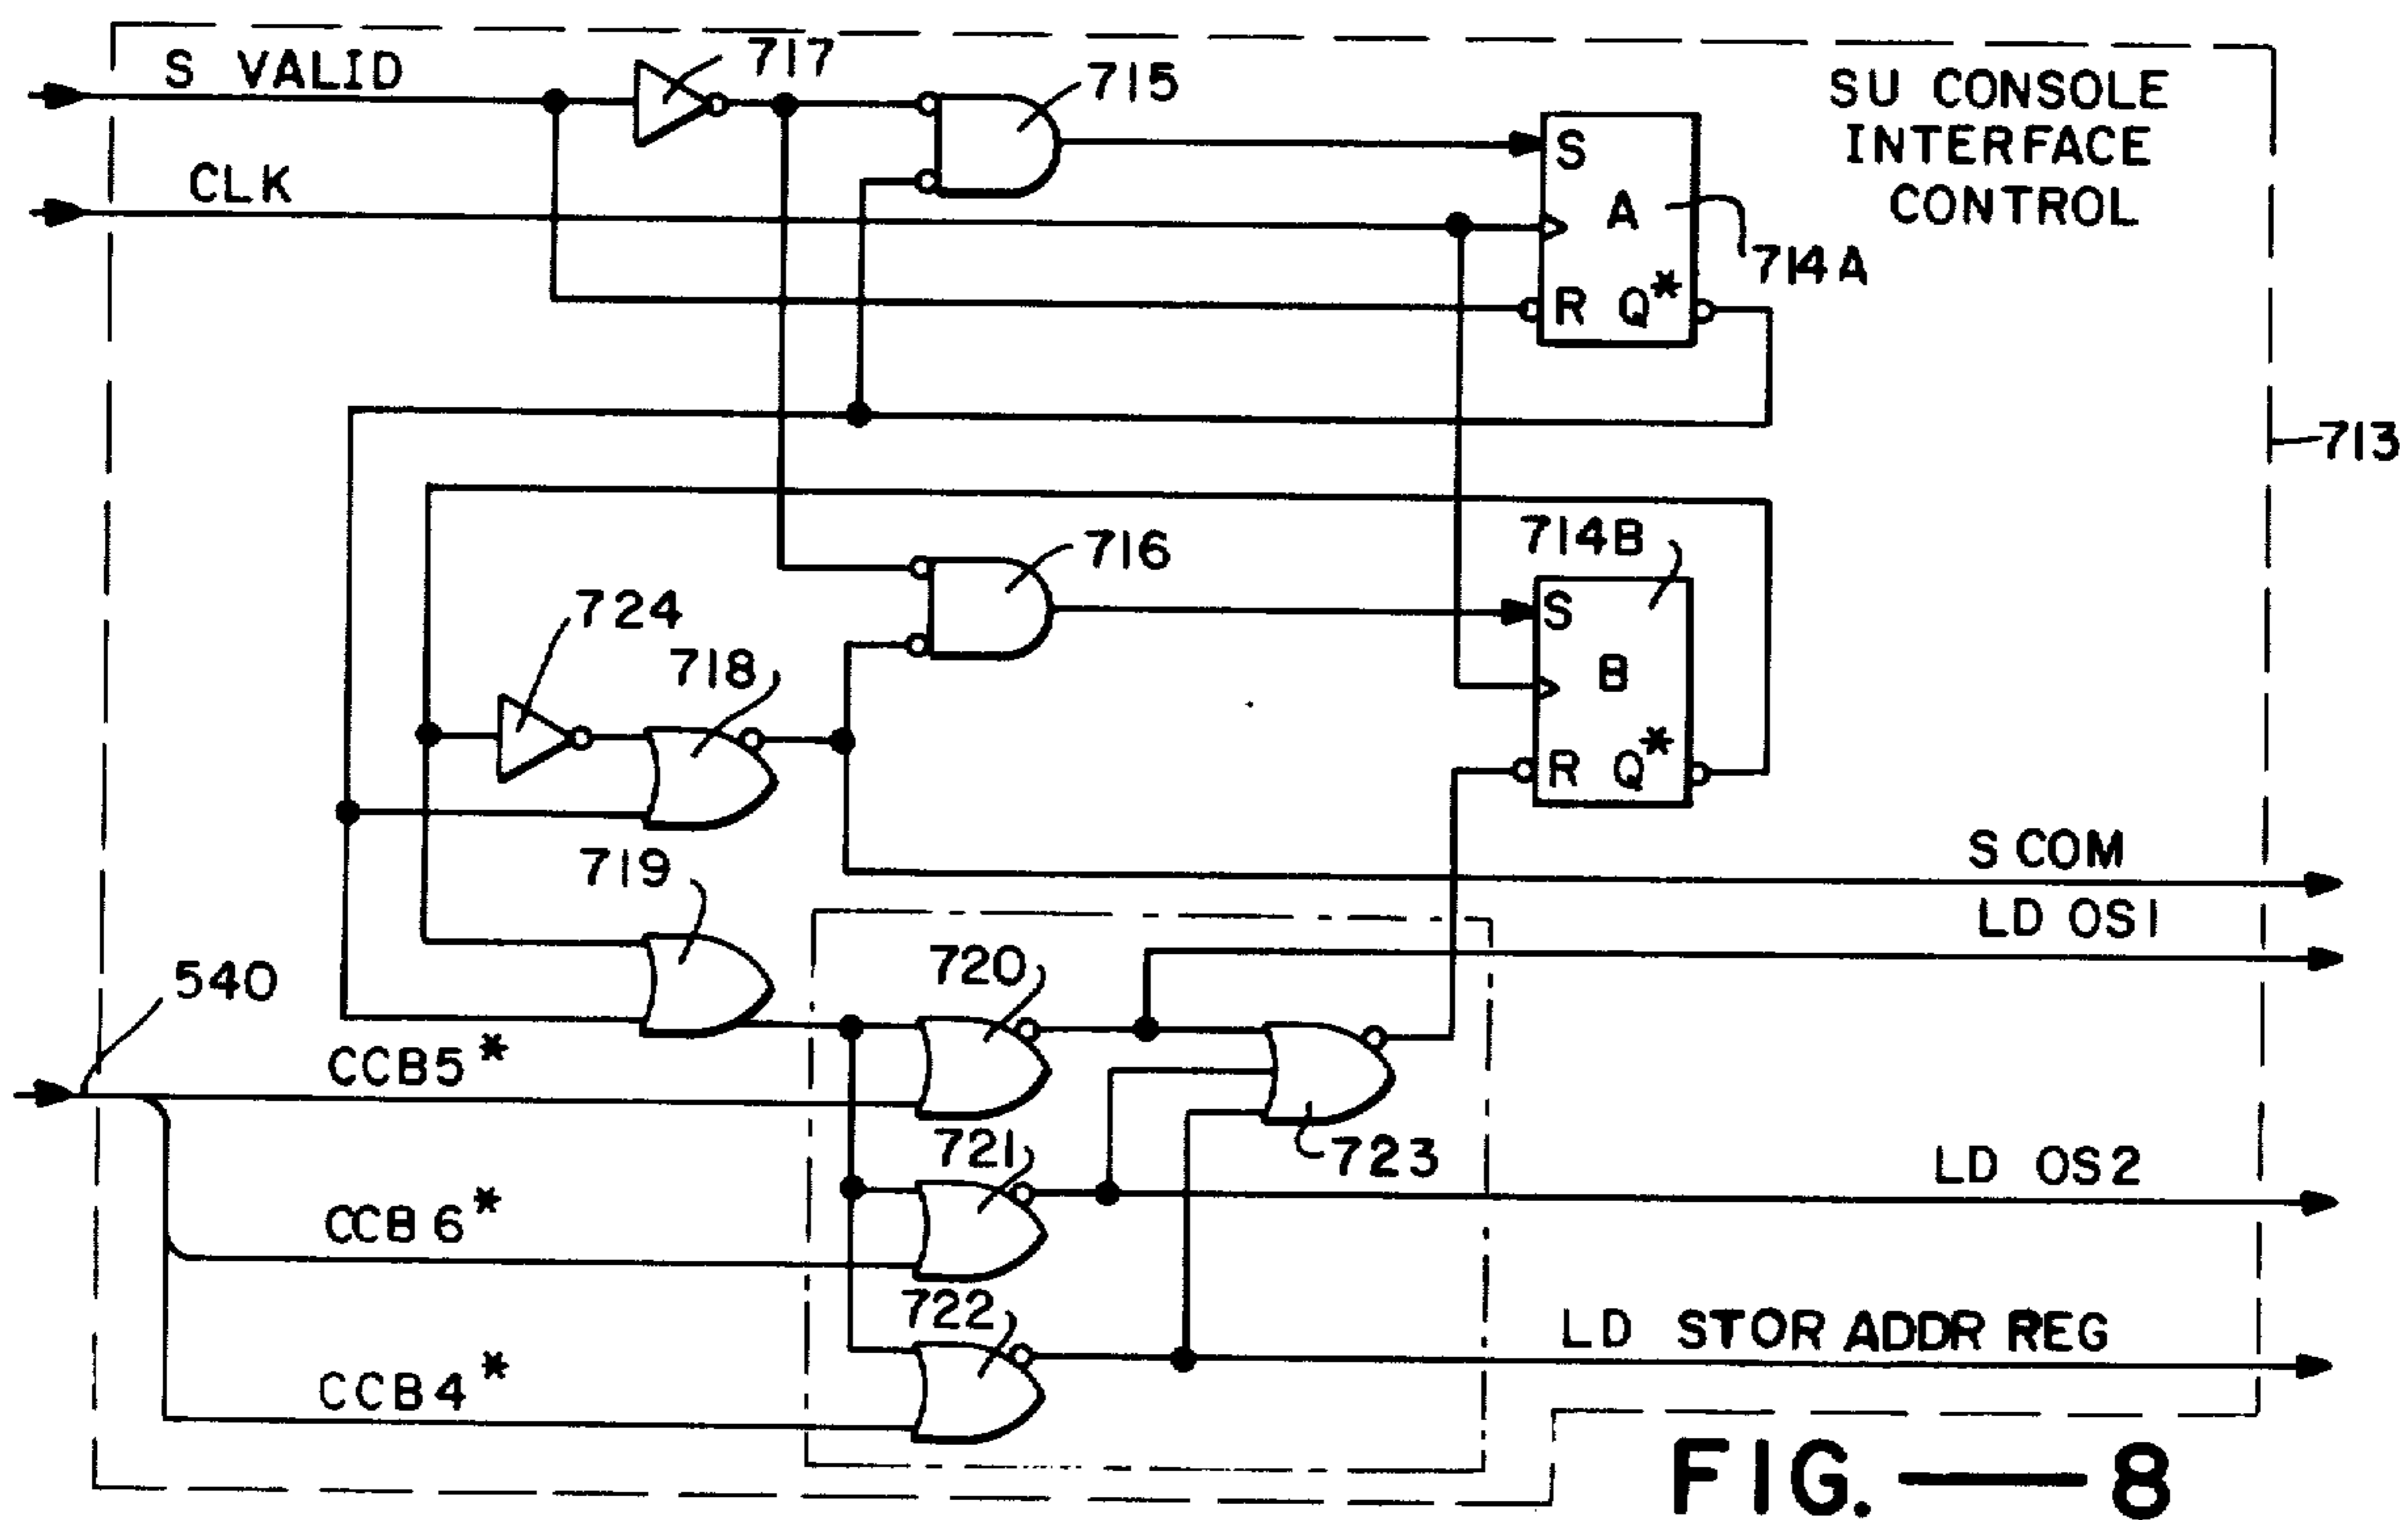 S VALID
717
715
SU CONSOLE
INTERFACE
CONTROL
CLK
S
A
714A
R Q*
713
716
714B
724
718
S
B
R Q*
719
S COM
LD OS1
540
720
CCB5*
721
723
LD OS2
CCB6*
722
LD STOR ADDR REG
CCB4*
FIG.—8